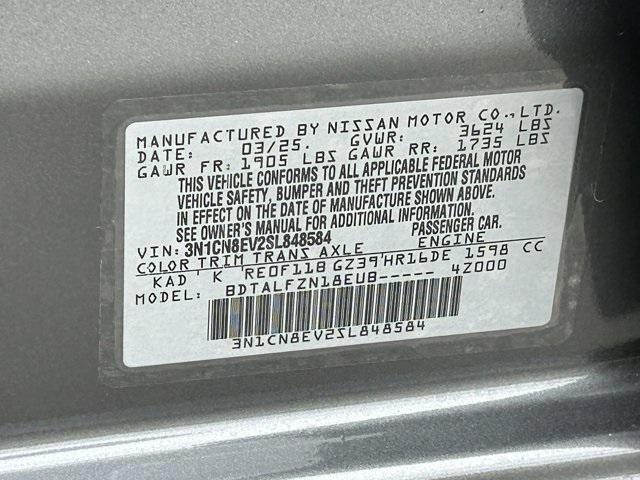 MANUFACTURED BY NISSAN MOTOR CO., LTD.
DATE: 03/25. GVWR: 3624 LBS
GAWR FR: 1905 LBS GAWR RR: 1735 LBS
THIS VEHICLE CONFORMS TO ALL APPLICABLE FEDERAL MOTOR
VEHICLE SAFETY, BUMPER AND THEFT PREVENTION STANDARDS
IN EFFECT ON THE DATE OF MANUFACTURE SHOWN ABOVE.
SEE OWNER'S MANUAL FOR ADDITIONAL INFORMATION.
VIN: 3N1CN8EV2SL848584 PASSENGER CAR.
COLOR TRIM TRANS AXLE ENGINE
KAD ' K ' RE0F11B GZ39'HR16DE 1598 CC
MODEL: BDTALFZN18EUB----- 4Z000
3N1CN8EV2SL848584